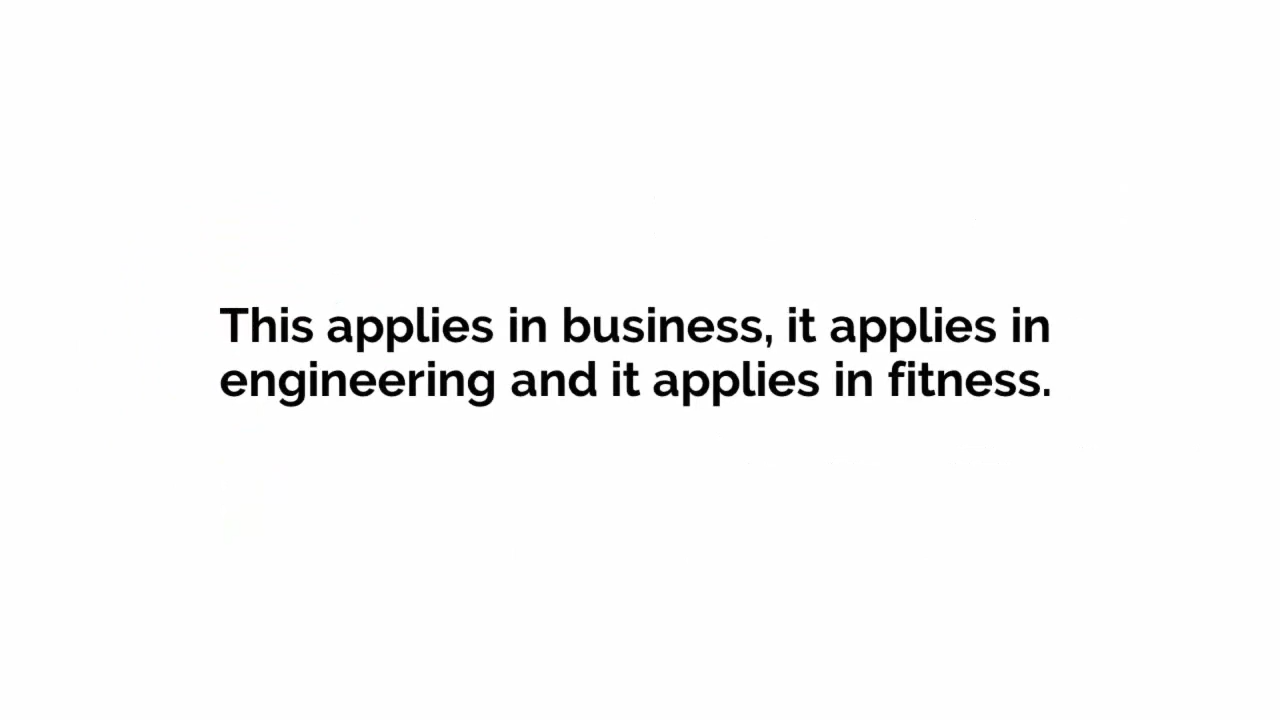 This applies in business, it applies in
engineering and it applies in fitness.